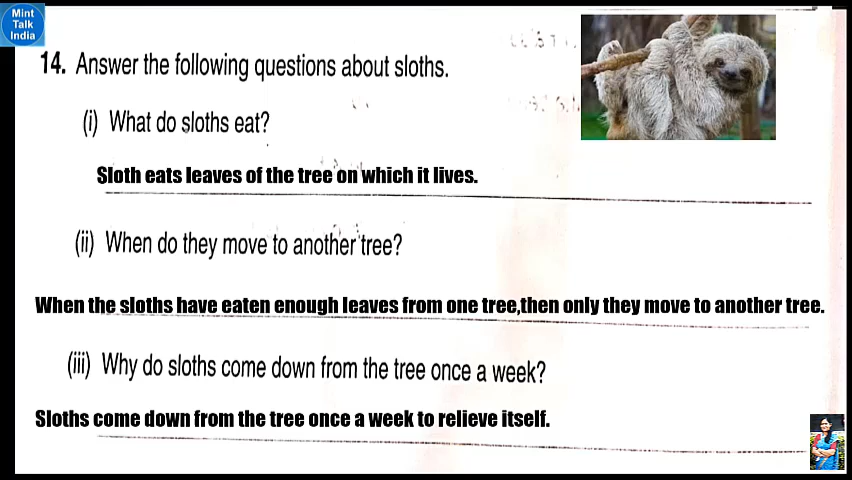 Mint
Talk
India
14. Answer the following questions about sloths.
(i) What do sloths eat?
Sloth eats leaves of the tree on which it lives.
(ii) When do they move to another tree?
When the sloths have eaten enough leaves from one tree,then only they move to another tree.
(iii) Why do sloths come down from the tree once a week?
Sloths come down from the tree once a week to relieve itself.